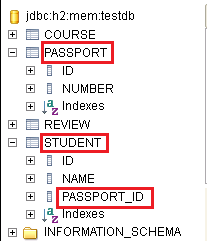 jdbc:h2:mem:testdb
COURSE
PASSPORT
ID
NUMBER
Indexes
REVIEW
STUDENT
ID
NAME
PASSPORT_ID
Indexes
INFORMATION_SCHEMA